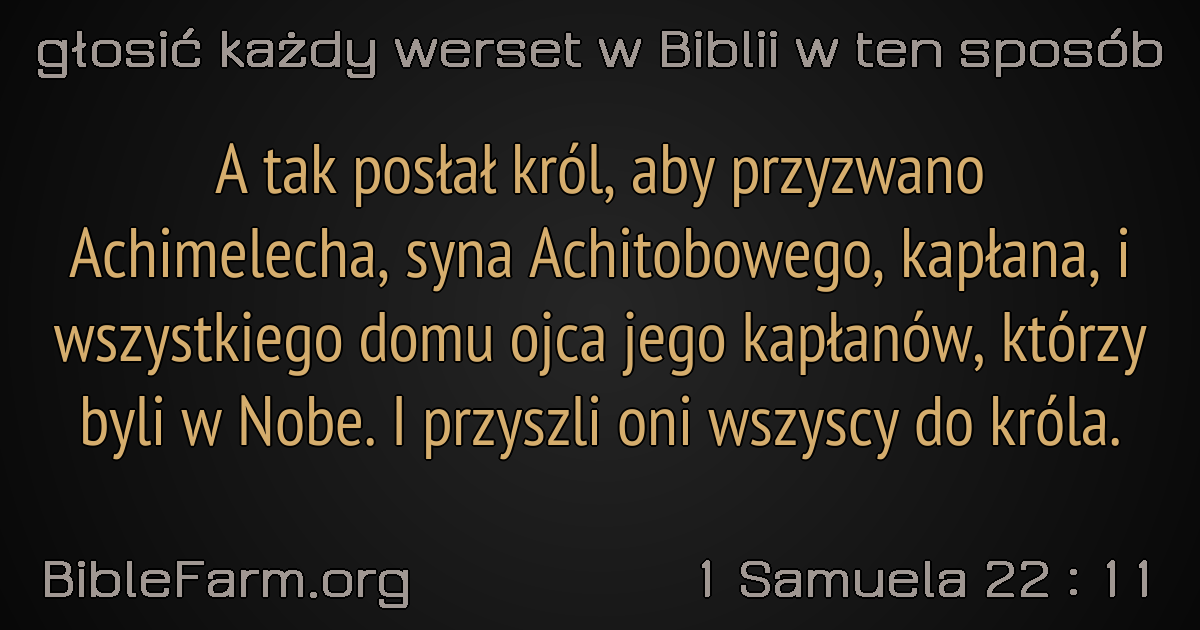 głosić każdy werset w Biblii w ten sposób
A tak posłał król, aby przyzwano
Achimelecha, syna Achitobowego, kapłana, i
wszystkiego domu ojca jego kapłanów, którzy
byli w Nobe. I przyszli oni wszyscy do króla.
BibleFarm.org
1 Samuela 22 : 11